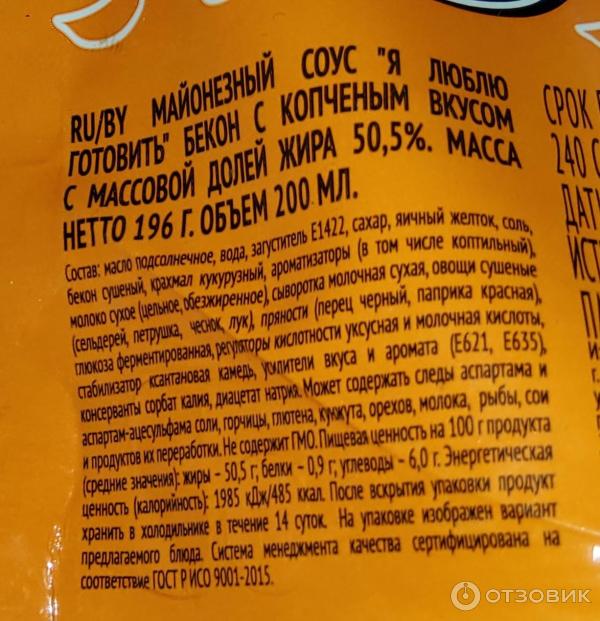 RU/BY МАЙОНЕЗНЫЙ СОУС "Я ЛЮБЛЮ
ГОТОВИТЬ" БЕКОН С КОПЧЕНЫМ ВКУСОМ
С МАССОВОЙ ДОЛЕЙ ЖИРА 50,5%. МАССА
НЕТТО 196 Г. ОБЪЕМ 200 МЛ.
Состав: масло подсолнечное, вода, загуститель Е1422, сахар, яичный желток, соль,
бекон сушеный, крахмал кукурузный, ароматизаторы (в том числе коптильный),
молоко сухое (цельное, обезжиренное), сыворотка молочная сухая, овощи сушеные
(сельдерей, петрушка, чеснок, лук), пряности (перец черный, паприка красная),
глюкоза ферментированная, регуляторы кислотности уксусная и молочная кислоты,
стабилизатор ксантановая камедь, усилители вкуса и аромата (Е621, Е635),
консерванты сорбат калия, диацетат натрия. Может содержать следы аспартама и
аспартам-ацесульфама соли, горчицы, глютена, кунжута, орехов, молока, рыбы, сои
и продуктов их переработки. Не содержит ГМО. Пищевая ценность на 100 г продукта
(средние значения): жиры - 50,5 г; белки - 0,9 г; углеводы - 6,0 г. Энергетическая
ценность (калорийность): 1985 кДж/485 ккал. После вскрытия упаковки продукт
хранить в холодильнике в течение 14 суток. На упаковке изображен вариант
предлагаемого блюда. Система менеджмента качества сертифицирована на
соответствие ГОСТ Р ИСО 9001-2015.
СРОК
240
ОТЗОВИК